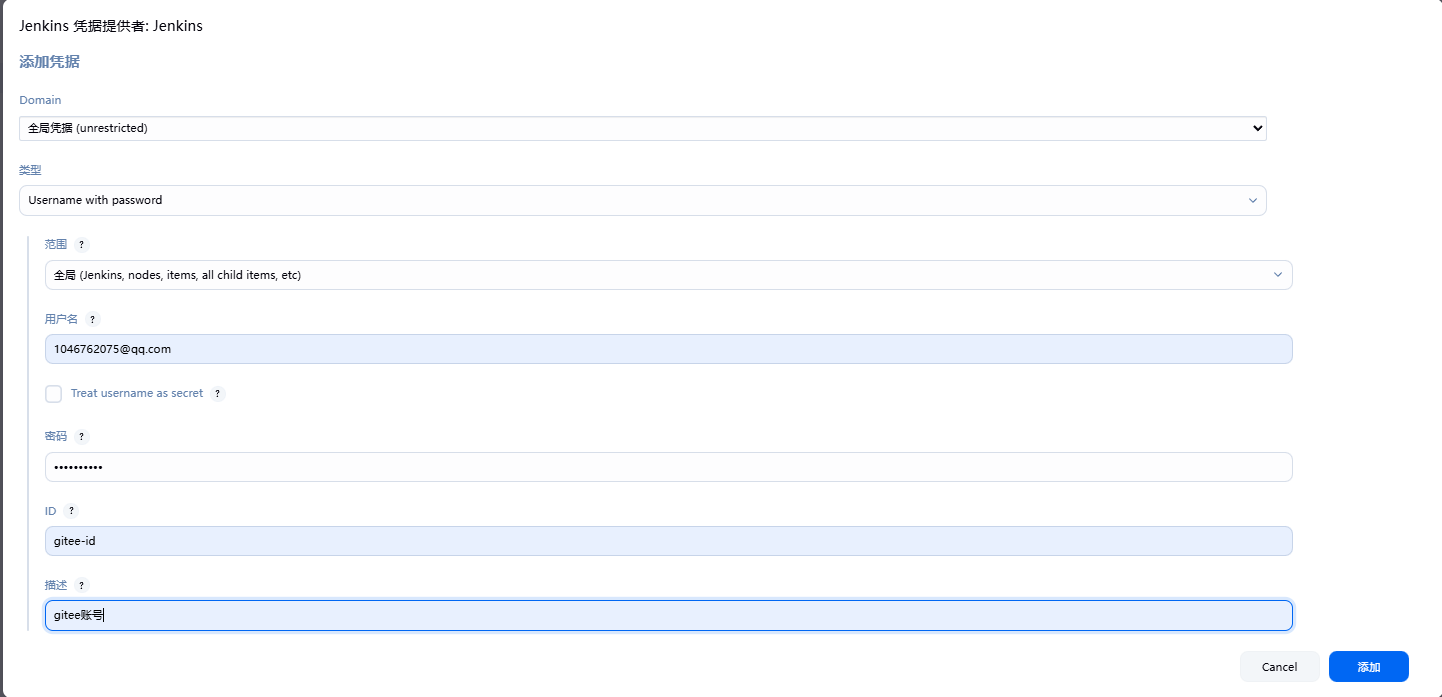 Jenkins 凭据提供者: Jenkins
添加凭据
Domain
全局凭据 (unrestricted)
类型
Username with password
范围 ?
全局 (Jenkins, nodes, items, all child items, etc)
用户名 ?
1046762075@qq.com
Treat username as secret ?
密码 ?
••••••••••
ID ?
gitee-id
描述 ?
gitee账号
Cancel
添加